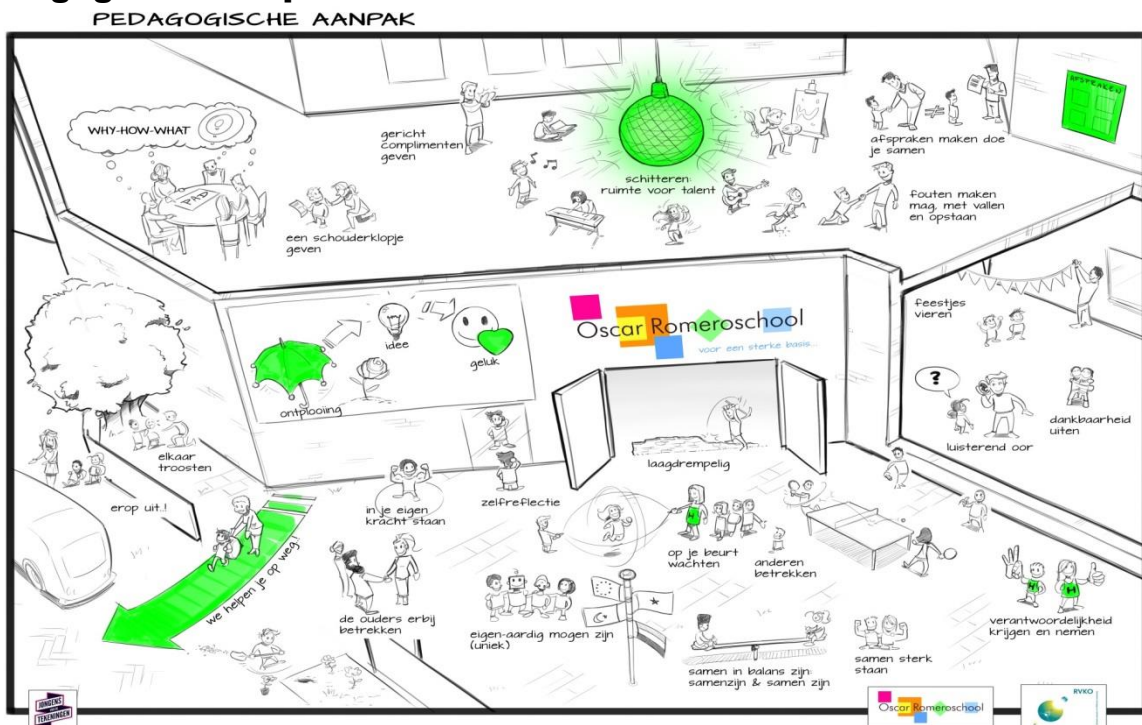 PEDAGOGISCHE AANPAK
WHY-HOW-WHAT
PAD
een schouderklopje
geven
gericht
complimenten
geven
schitteren:
ruimte voor talent
afspraken maken doe
je samen
AFSPRAKEN
fouten maken
mag, met vallen
en opstaan
ontplooiing
idee
geluk
Oscar Romeroschool
voor een sterke basis...
feestjes
vieren
?
luisterend oor
dankbaarheid
uiten
elkaar
troosten
erop uit..!
we helpen je op weg!
in je eigen
kracht staan
zelfreflectie
laagdrempelig
H
op je beurt
wachten
anderen
betrekken
de ouders erbij
betrekken
eigen-aardig mogen zijn
(uniek)
samen in balans zijn:
samenzijn & samen zijn
samen sterk
staan
H
H
verantwoordelijkheid
krijgen en nemen
JONGENS
TEKENINGEN
Oscar Romeroschool
RVKO